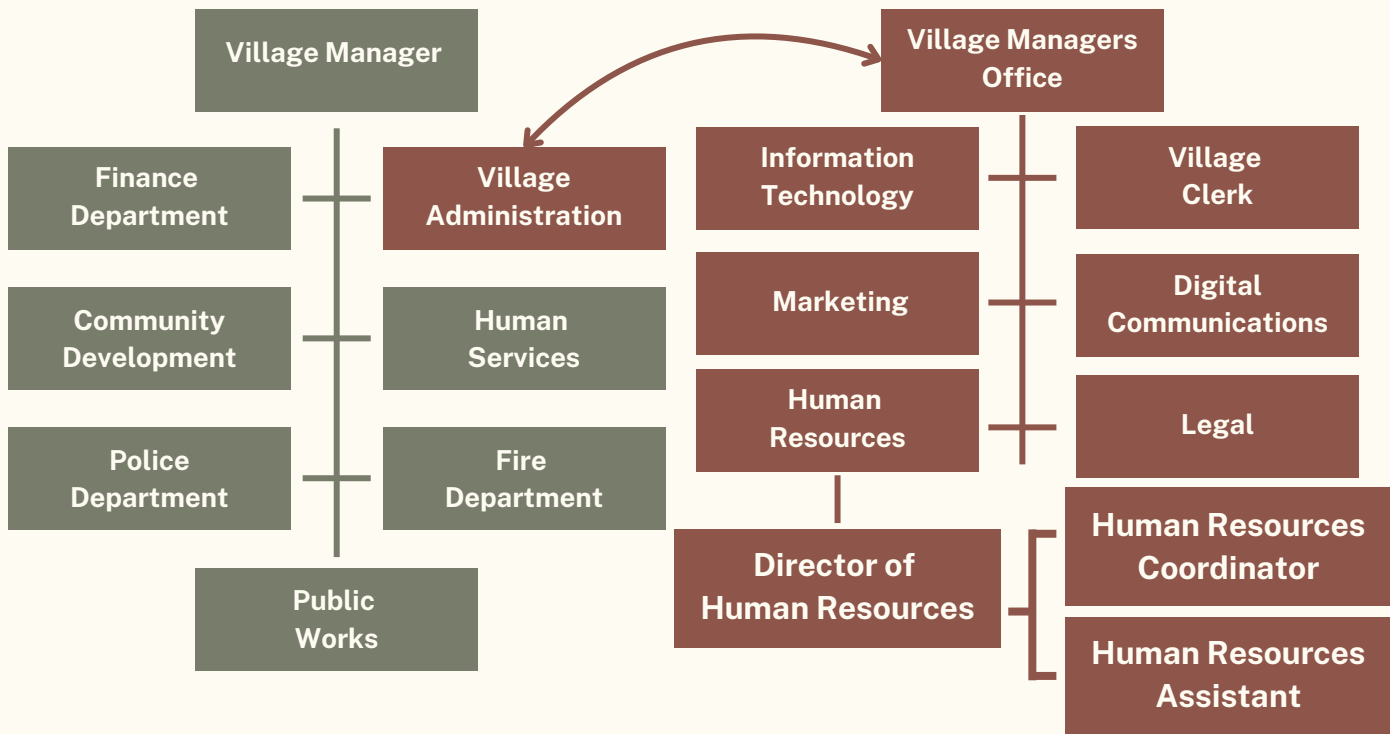 Village Manager
Finance
Department
Village
Administration
Community
Development
Human
Services
Police
Department
Fire
Department
Public
Works
Village Managers
Office
Information
Technology
Village
Clerk
Marketing
Digital
Communications
Human
Resources
Legal
Director of
Human Resources
Human Resources
Coordinator
Human Resources
Assistant